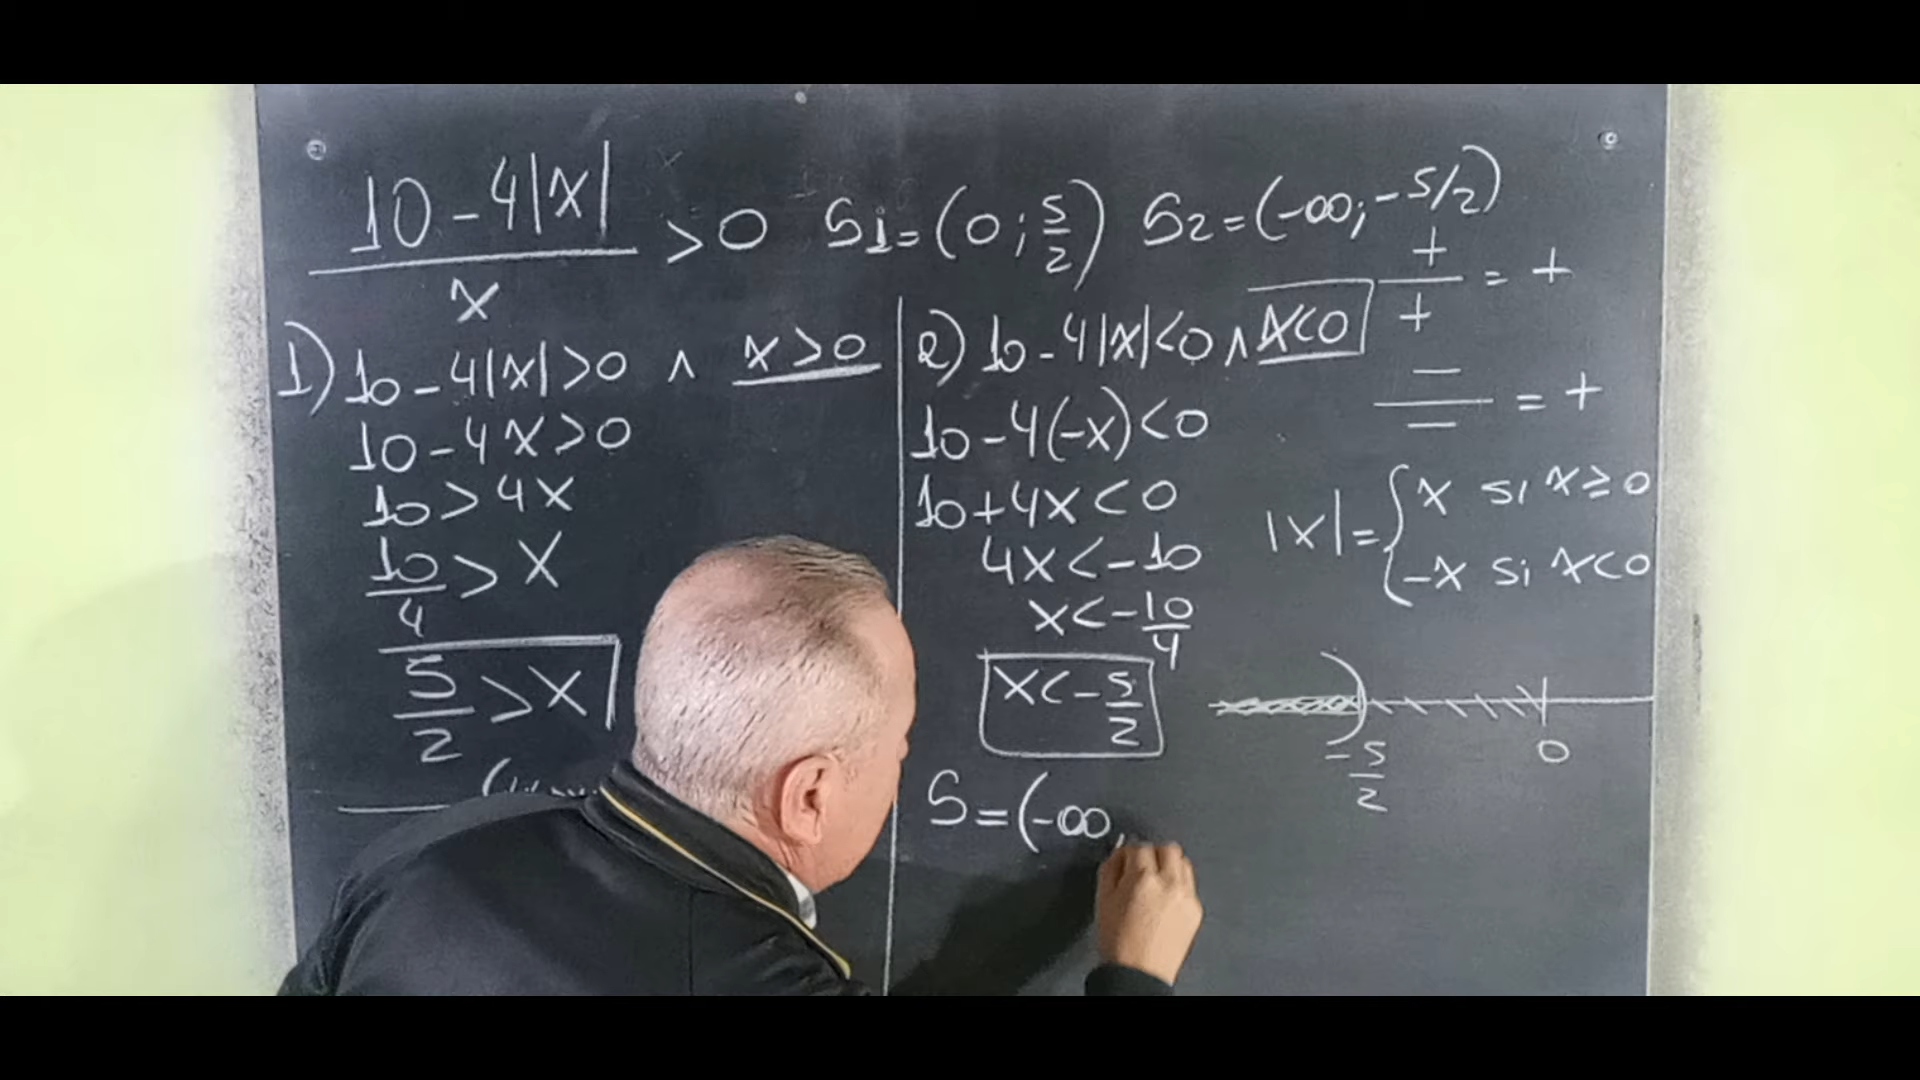 10-4|x|
x
>0
S1=(0;5/2)
S2=(-∞;-5/2)
+/+ = +
-/- = +
|x|={x si x≥0
-x si x<0
1) 10-4|x|>0 ∧ x>0
10-4x>0
10>4x
10/4>x
5/2>x
2) 10-4|x|<0 ∧ x<0
10-4(-x)<0
10+4x<0
4x<-10
x<-10/4
x<-5/2
S=(-∞,
-5/2 0